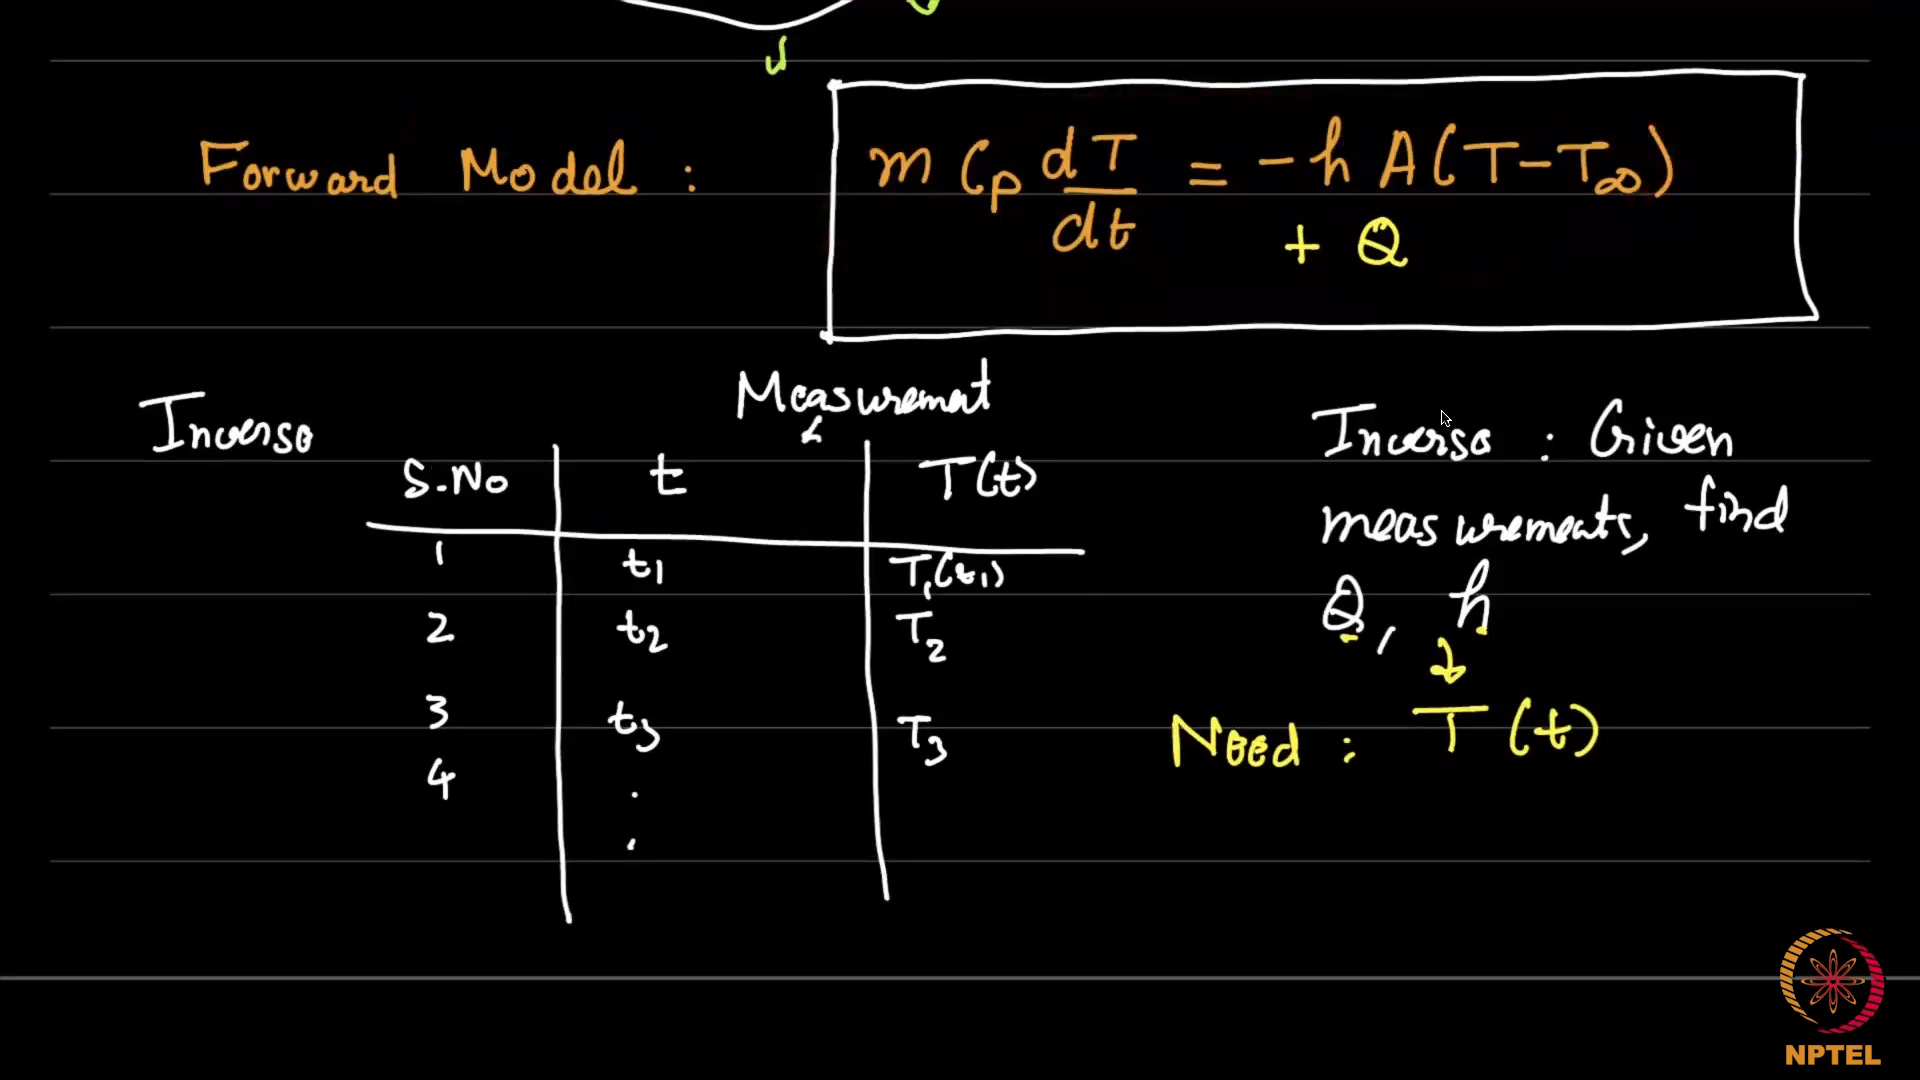 Forward Model : m Cp dT/dt = -hA(T-T∞)
+ Q
Measurement
Inverse
S.No t T(t)
1 t1 T1(t1)
2 t2 T2
3 t3 T3
4 .
.
Inverse : Given
measurements, find
Q, h
Need : T(t)
NPTEL